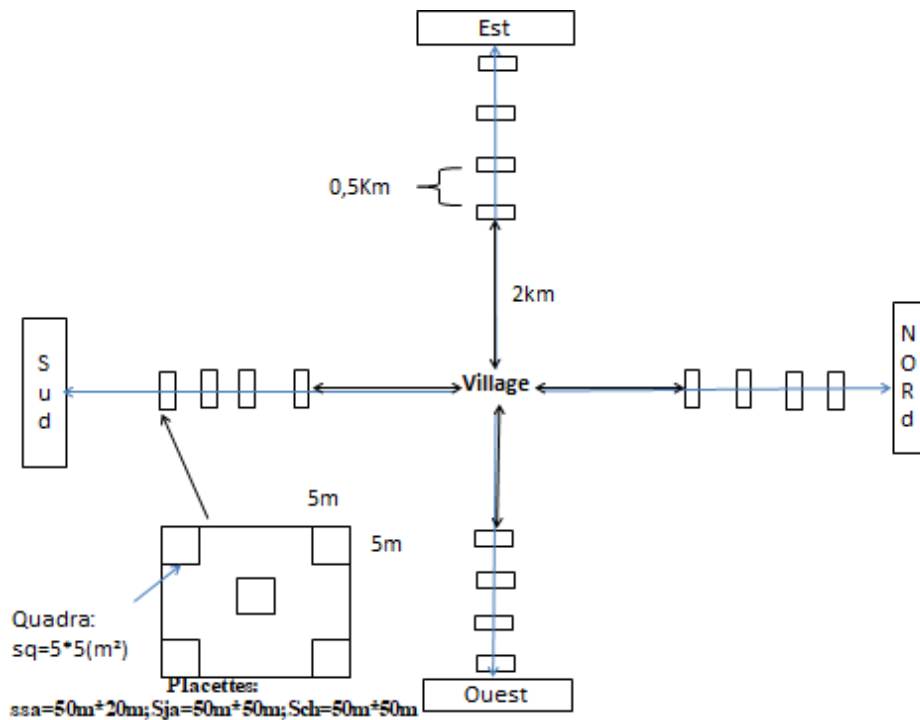 Est
0,5Km
2km
S
u
d
Village
N
O
R
d
5m
5m
Quadra:
sq=5*5(m²)
Placettes:
ssa=50m*20m;Sja=50m*50m;Sch=50m*50m
Ouest